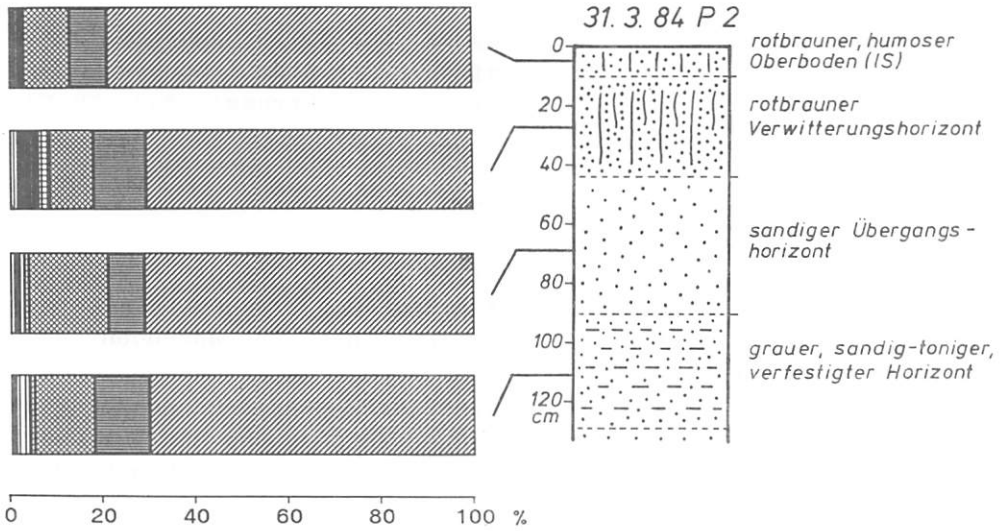 31. 3. 84 P 2
0
20
40
60
80
100
120
cm
rotbrauner, humoser
Oberboden (lS)
rotbrauner
Verwitterungshorizont
sandiger Übergangs-
horizont
grauer, sandig-toniger,
verfestigter Horizont
0 20 40 60 80 100 %